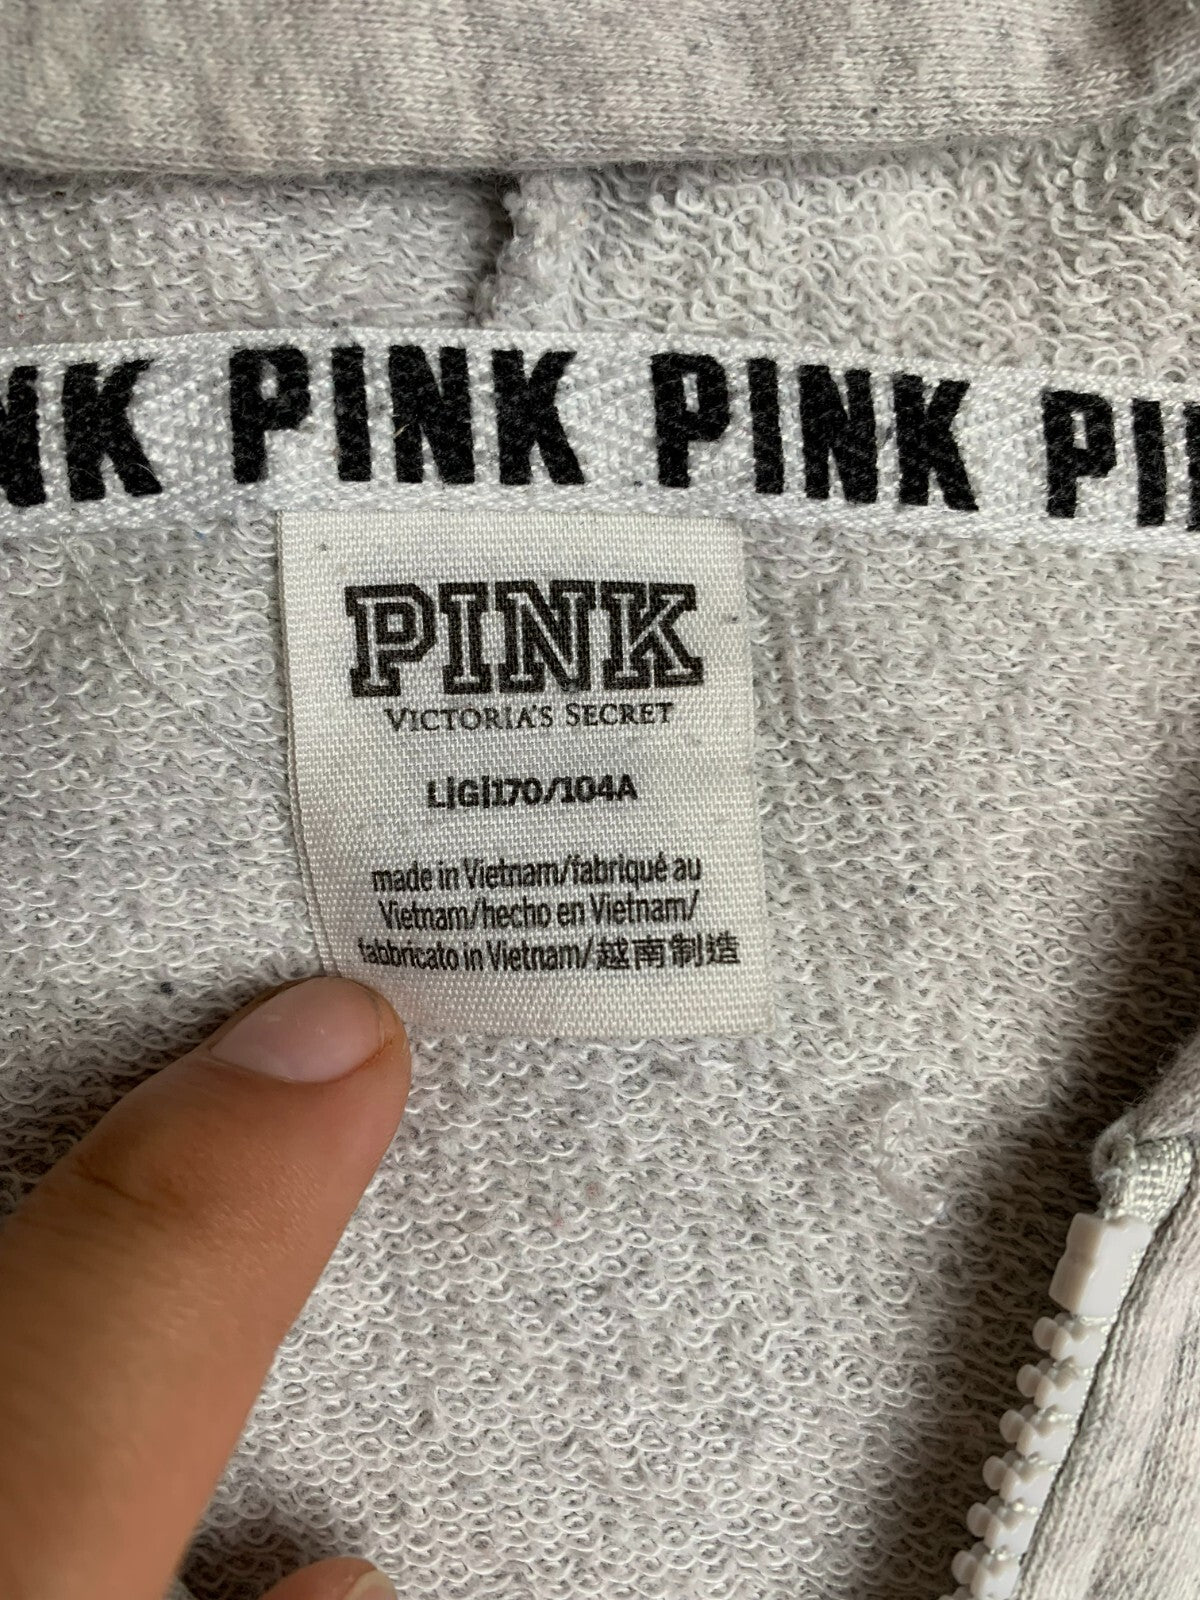 NK PINK PINK PI
PINK
VICTORIA'S SECRET
L|G|170/104A
made in Vietnam/fabriqué au
Vietnam/hecho en Vietnam/
fabbricato in Vietnam/越南制造